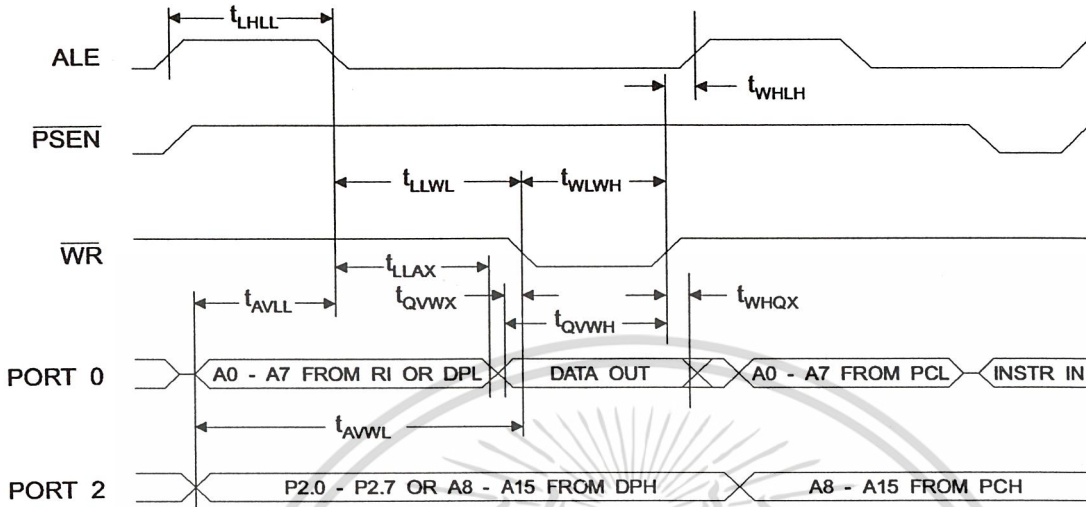 tLHLL
ALE
tWHLH
PSEN
tLLWL
tWLWH
WR
tLLAX
tAVLL
tQVWX
tWHQX
tQVWH
PORT 0
A0 - A7 FROM RI OR DPL
DATA OUT
A0 - A7 FROM PCL
INSTR IN
tAVWL
PORT 2
P2.0 - P2.7 OR A8 - A15 FROM DPH
A8 - A15 FROM PCH